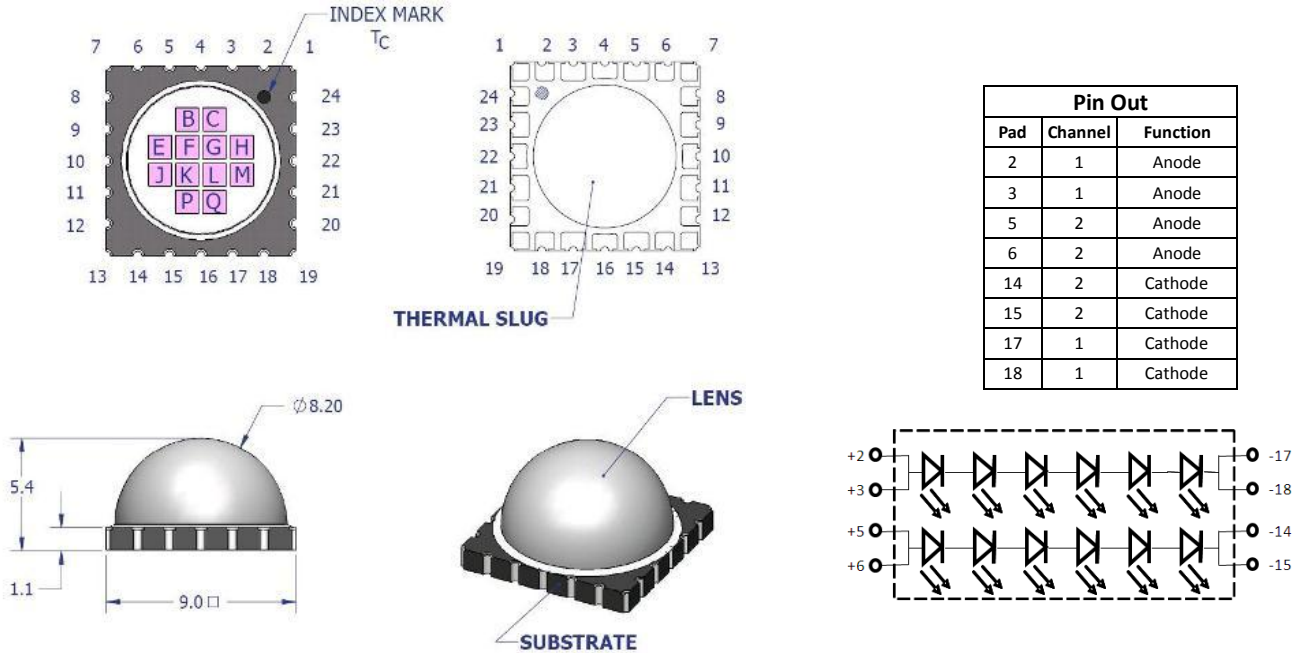 INDEX MARK
TC
7 6 5 4 3 2 1
8 24
9 23
10 22
11 21
12 20
13 14 15 16 17 18 19
B C
E F G H
J K L M
P Q
1 2 3 4 5 6 7
24 8
23 9
22 10
21 11
20 12
19 18 17 16 15 14 13
THERMAL SLUG
Pin Out
Pad Channel Function
2 1 Anode
3 1 Anode
5 2 Anode
6 2 Anode
14 2 Cathode
15 2 Cathode
17 1 Cathode
18 1 Cathode
∅8.20
5.4
1.1
9.0 □
LENS
SUBSTRATE
+2 -17
+3 -18
+5 -14
+6 -15